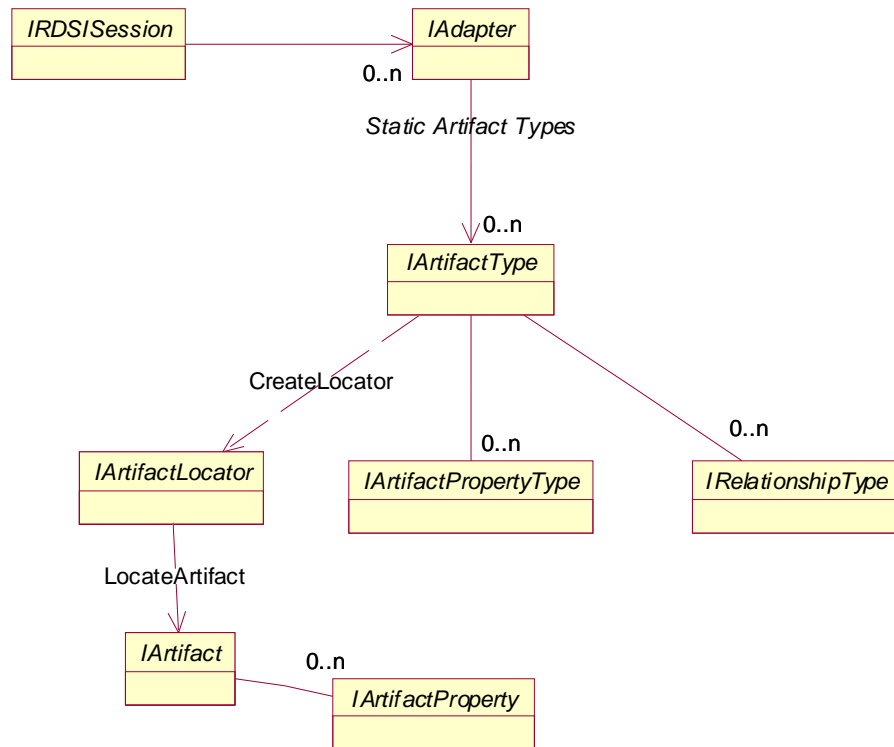 IRDSISession
IAdapter
0..n
Static Artifact Types
0..n
IArtifactType
CreateLocator
0..n
0..n
IArtifactLocator
IArtifactPropertyType
IRelationshipType
LocateArtifact
IArtifact
0..n
IArtifactProperty